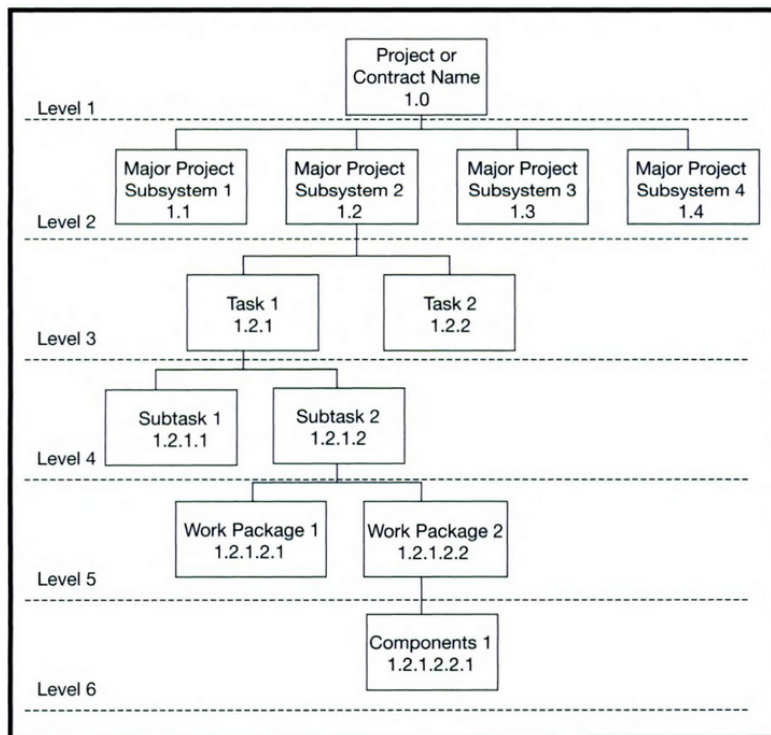 Project or
Contract Name
1.0
Level 1
Major Project
Subsystem 1
1.1
Major Project
Subsystem 2
1.2
Major Project
Subsystem 3
1.3
Major Project
Subsystem 4
1.4
Level 2
Task 1
1.2.1
Task 2
1.2.2
Level 3
Subtask 1
1.2.1.1
Subtask 2
1.2.1.2
Level 4
Work Package 1
1.2.1.2.1
Work Package 2
1.2.1.2.2
Level 5
Components 1
1.2.1.2.2.1
Level 6